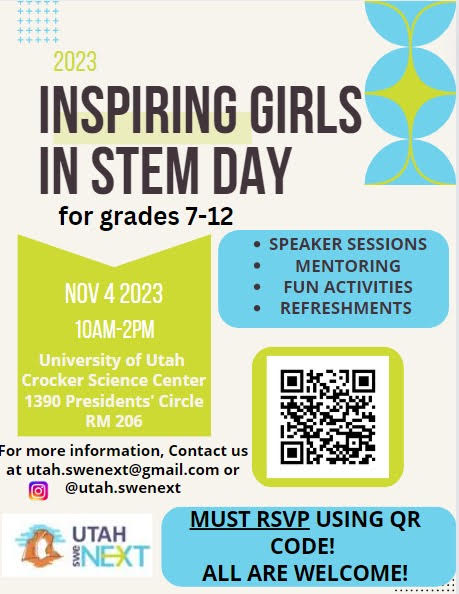 2023
INSPIRING GIRLS
IN STEM DAY
for grades 7-12
NOV 4 2023
10AM-2PM
University of Utah
Crocker Science Center
1390 Presidents' Circle
RM 206
• SPEAKER SESSIONS
• MENTORING
• FUN ACTIVITIES
• REFRESHMENTS
For more information, Contact us
at utah.swenext@gmail.com or
@utah.swenext
UTAH
swe NEXT
MUST RSVP USING QR
CODE!
ALL ARE WELCOME!